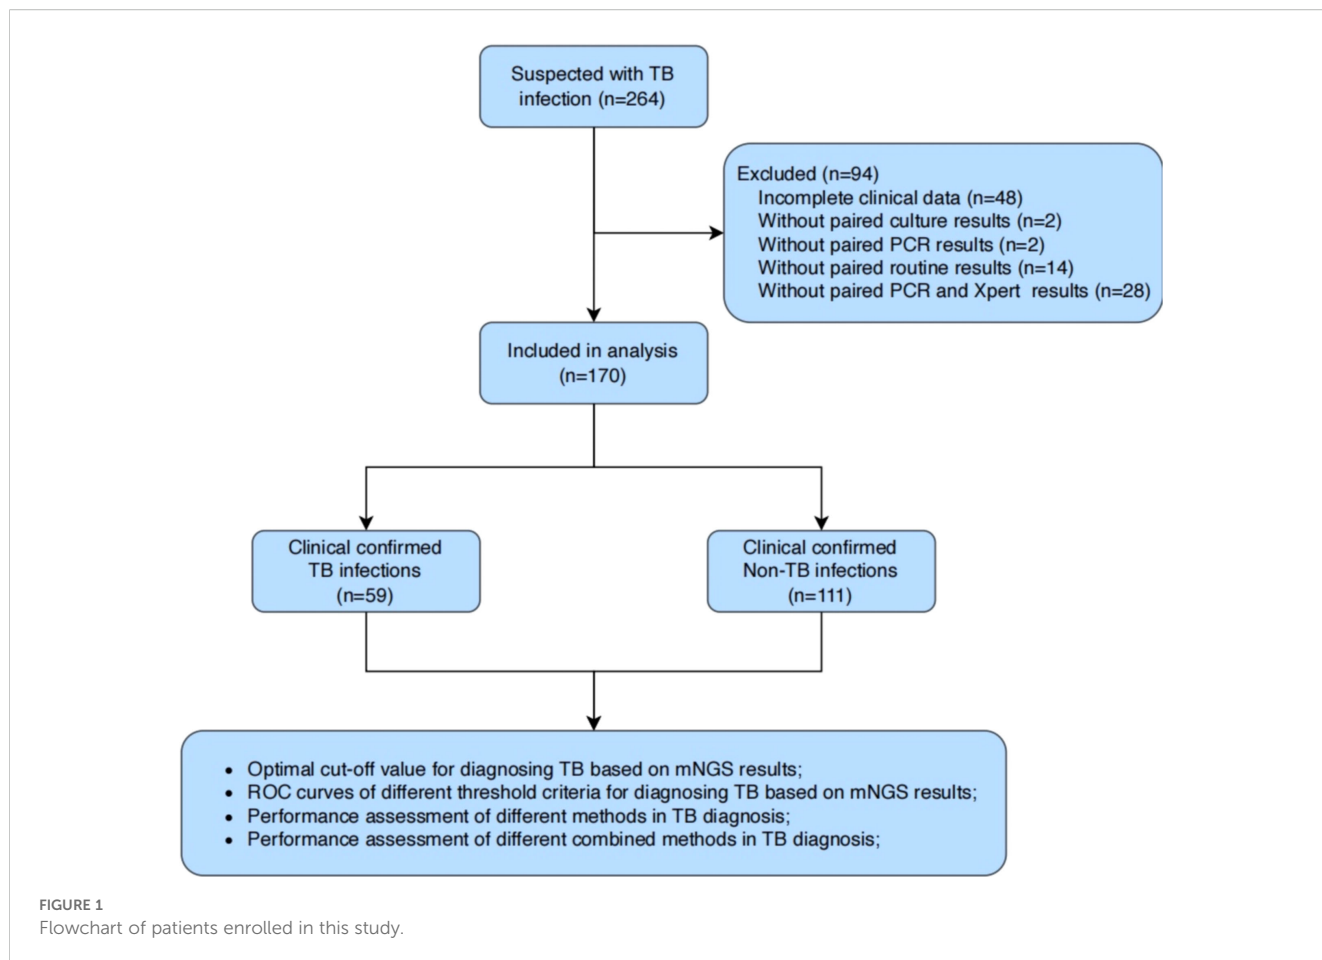 Suspected with TB
infection (n=264)
Excluded (n=94)
Incomplete clinical data (n=48)
Without paired culture results (n=2)
Without paired PCR results (n=2)
Without paired routine results (n=14)
Without paired PCR and Xpert results (n=28)
Included in analysis
(n=170)
Clinical confirmed
TB infections
(n=59)
Clinical confirmed
Non-TB infections
(n=111)
• Optimal cut-off value for diagnosing TB based on mNGS results;
• ROC curves of different threshold criteria for diagnosing TB based on mNGS results;
• Performance assessment of different methods in TB diagnosis;
• Performance assessment of different combined methods in TB diagnosis;
FIGURE 1
Flowchart of patients enrolled in this study.